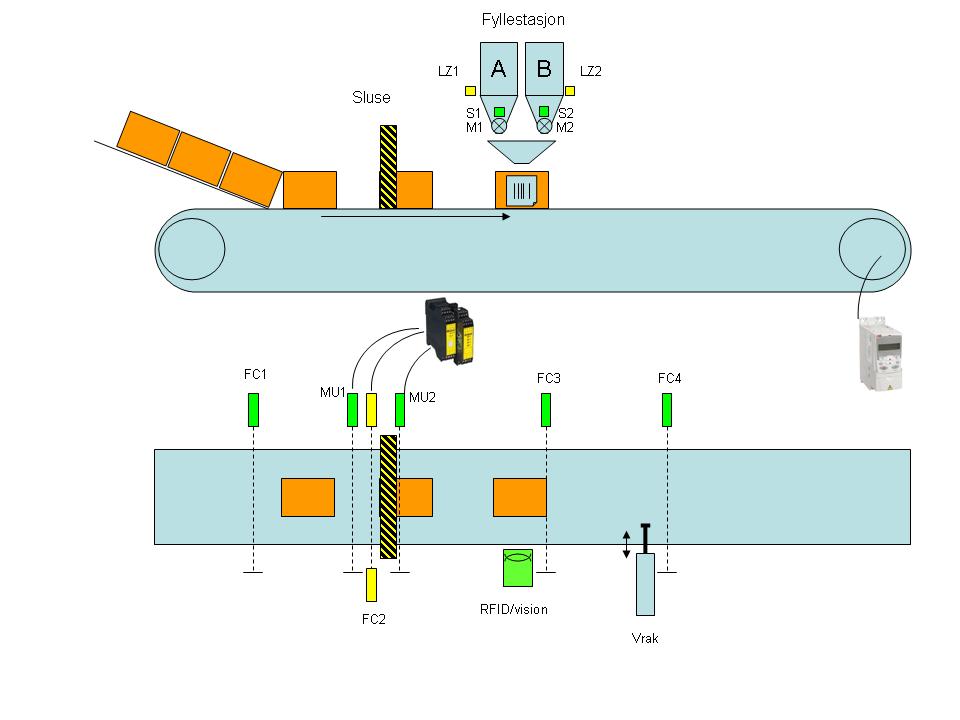 Fyllestasjon
LZ1
A
B
LZ2
Sluse
S1
S2
M1
M2
FC1
MU1
MU2
FC3
FC4
RFID/vision
FC2
Vrak